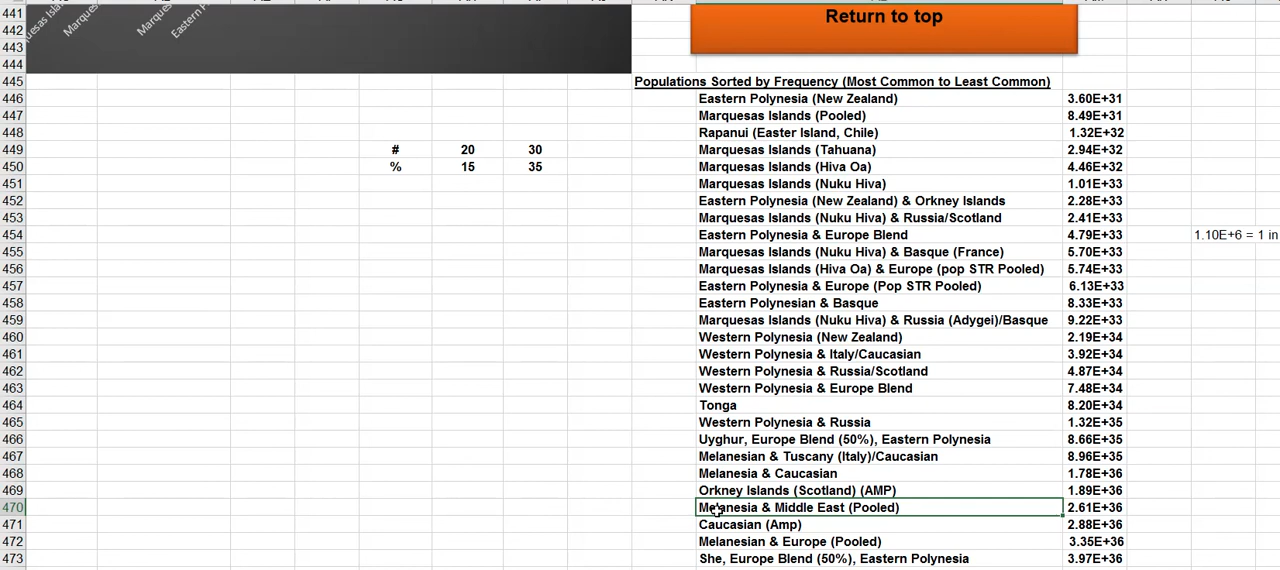 441
Marquesas
Marquesas
Eastern
Return to top
442
443
444
445 Populations Sorted by Frequency (Most Common to Least Common)
446 Eastern Polynesia (New Zealand) 3.60E+31
447 Marquesas Islands (Pooled) 8.49E+31
448 Rapanui (Easter Island, Chile) 1.32E+32
449 # 20 30 Marquesas Islands (Tahuana) 2.94E+32
450 % 15 35 Marquesas Islands (Hiva Oa) 4.46E+32
451 Marquesas Islands (Nuku Hiva) 1.01E+33
452 Eastern Polynesia (New Zealand) & Orkney Islands 2.28E+33
453 Marquesas Islands (Nuku Hiva) & Russia/Scotland 2.41E+33
454 Eastern Polynesia & Europe Blend 4.79E+33 1.10E+6 = 1 in
455 Marquesas Islands (Nuku Hiva) & Basque (France) 5.70E+33
456 Marquesas Islands (Hiva Oa) & Europe (pop STR Pooled) 5.74E+33
457 Eastern Polynesia & Europe (Pop STR Pooled) 6.13E+33
458 Eastern Polynesian & Basque 8.33E+33
459 Marquesas Islands (Nuku Hiva) & Russia (Adygei)/Basque 9.22E+33
460 Western Polynesia (New Zealand) 2.19E+34
461 Western Polynesia & Italy/Caucasian 3.92E+34
462 Western Polynesia & Russia/Scotland 4.87E+34
463 Western Polynesia & Europe Blend 7.48E+34
464 Tonga 8.20E+34
465 Western Polynesia & Russia 1.32E+35
466 Uyghur, Europe Blend (50%), Eastern Polynesia 8.66E+35
467 Melanesian & Tuscany (Italy)/Caucasian 8.96E+35
468 Melanesia & Caucasian 1.78E+36
469 Orkney Islands (Scotland) (AMP) 1.89E+36
470 Melanesia & Middle East (Pooled) 2.61E+36
471 Caucasian (Amp) 2.88E+36
472 Melanesian & Europe (Pooled) 3.35E+36
473 She, Europe Blend (50%), Eastern Polynesia 3.97E+36